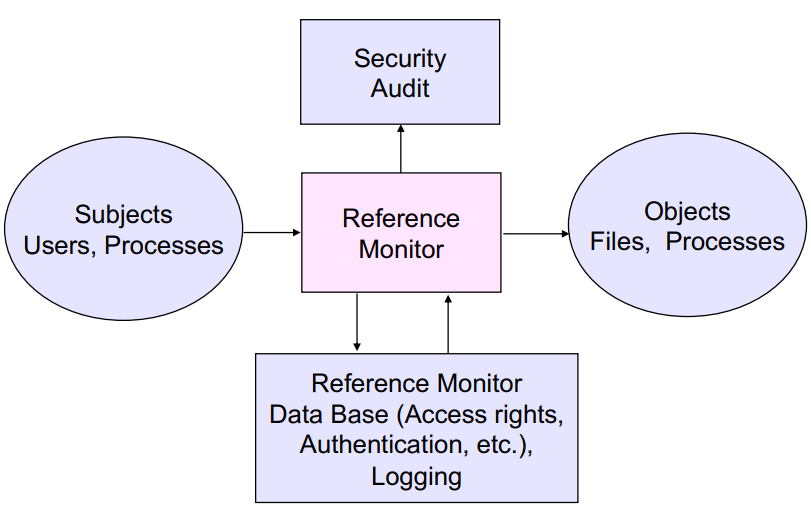 Security
Audit
Subjects
Users, Processes
Reference
Monitor
Objects
Files,  Processes
Reference Monitor
Data Base (Access rights,
Authentication, etc.),
Logging